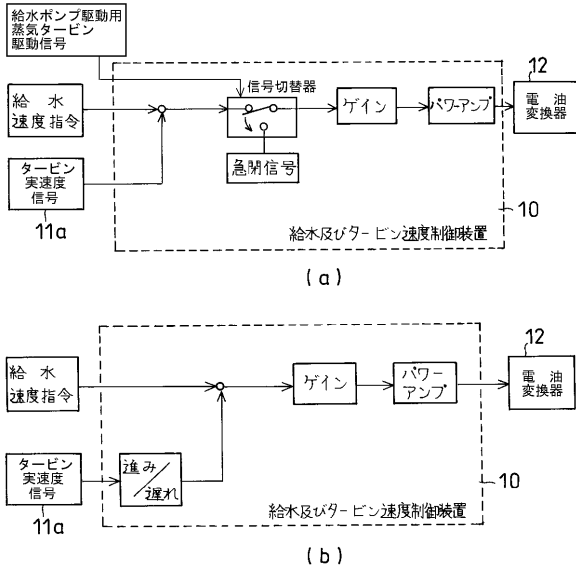 給水ポンプ駆動用
蒸気タービン
駆動信号
給 水
速度指令
タービン
実速度
信号
11a
信号切替器
急閉信号
ゲイン
パワーアンプ
12
電 油
変換器
10
給水及びタービン速度制御装置
(a)
給 水
速度指令
タービン
実速度
信号
11a
進み/
遅れ
ゲイン
パワー
アンプ
12
電 油
変換器
10
給水及びタービン速度制御装置
(b)